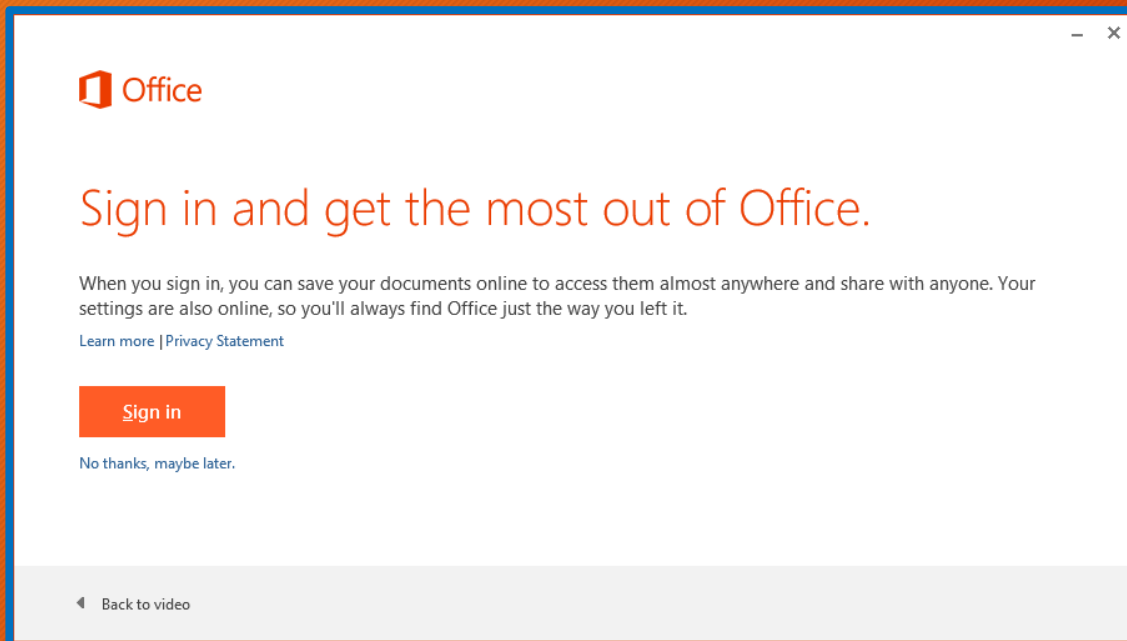 Office
Sign in and get the most out of Office.
When you sign in, you can save your documents online to access them almost anywhere and share with anyone. Your
settings are also online, so you'll always find Office just the way you left it.
Learn more | Privacy Statement
Sign in
No thanks, maybe later.
Back to video